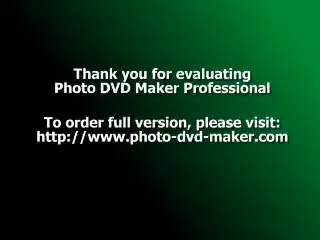 Thank you for evaluating
Photo DVD Maker Professional
To order full version, please visit:
http://www.photo-dvd-maker.com